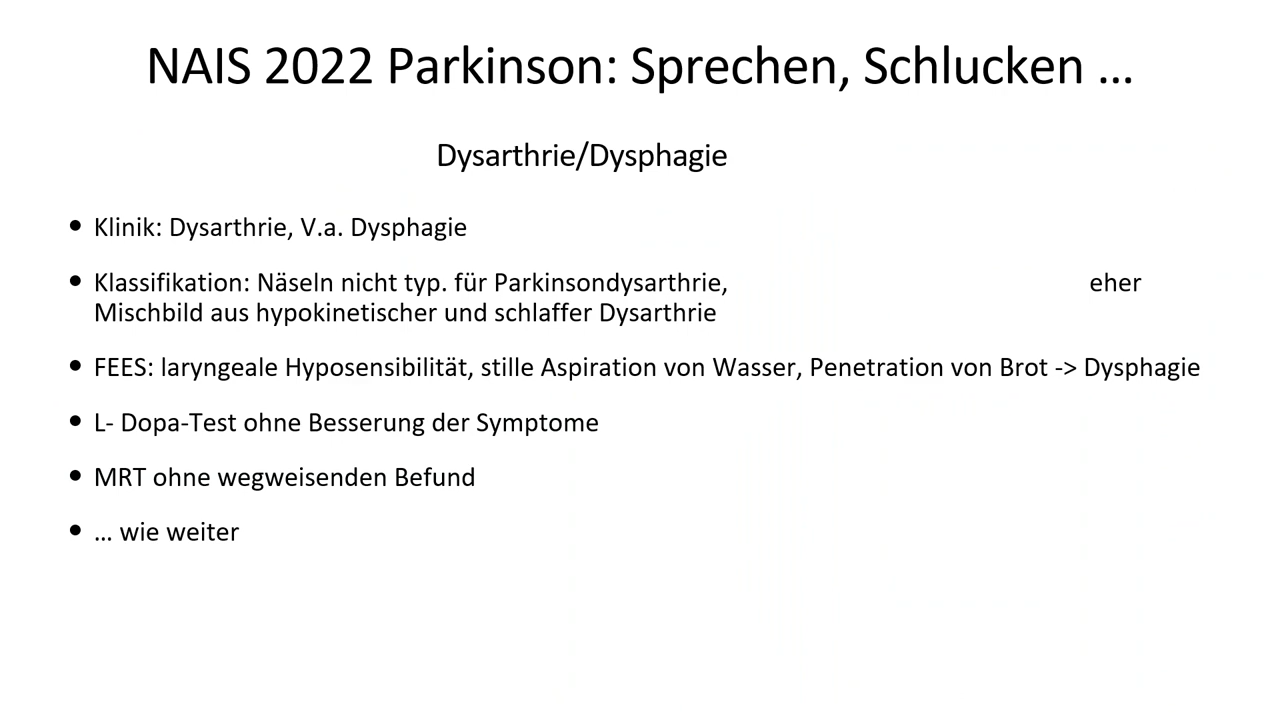 NAIS 2022 Parkinson: Sprechen, Schlucken ...
Dysarthrie/Dysphagie
• Klinik: Dysarthrie, V.a. Dysphagie
• Klassifikation: Näseln nicht typ. für Parkinsondysarthrie, eher
Mischbild aus hypokinetischer und schlaffer Dysarthrie
• FEES: laryngeale Hyposensibilität, stille Aspiration von Wasser, Penetration von Brot -> Dysphagie
• L- Dopa-Test ohne Besserung der Symptome
• MRT ohne wegweisenden Befund
• ... wie weiter